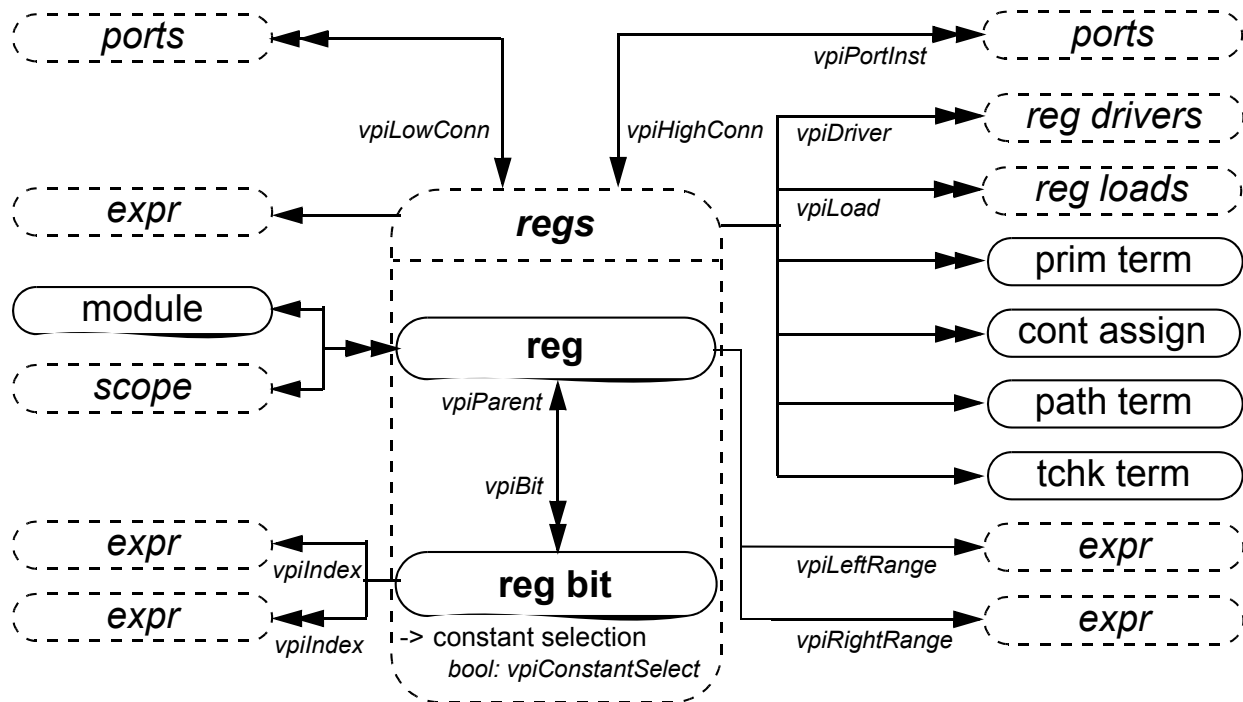 ports
ports
vpiPortInst
vpiLowConn
vpiHighConn
reg drivers
vpiDriver
expr
regs
reg loads
vpiLoad
prim term
module
reg
cont assign
scope
vpiParent
path term
vpiBit
tchk term
expr
vpiIndex
reg bit
expr
vpiLeftRange
expr
vpiIndex
-> constant selection
bool: vpiConstantSelect
expr
vpiRightRange